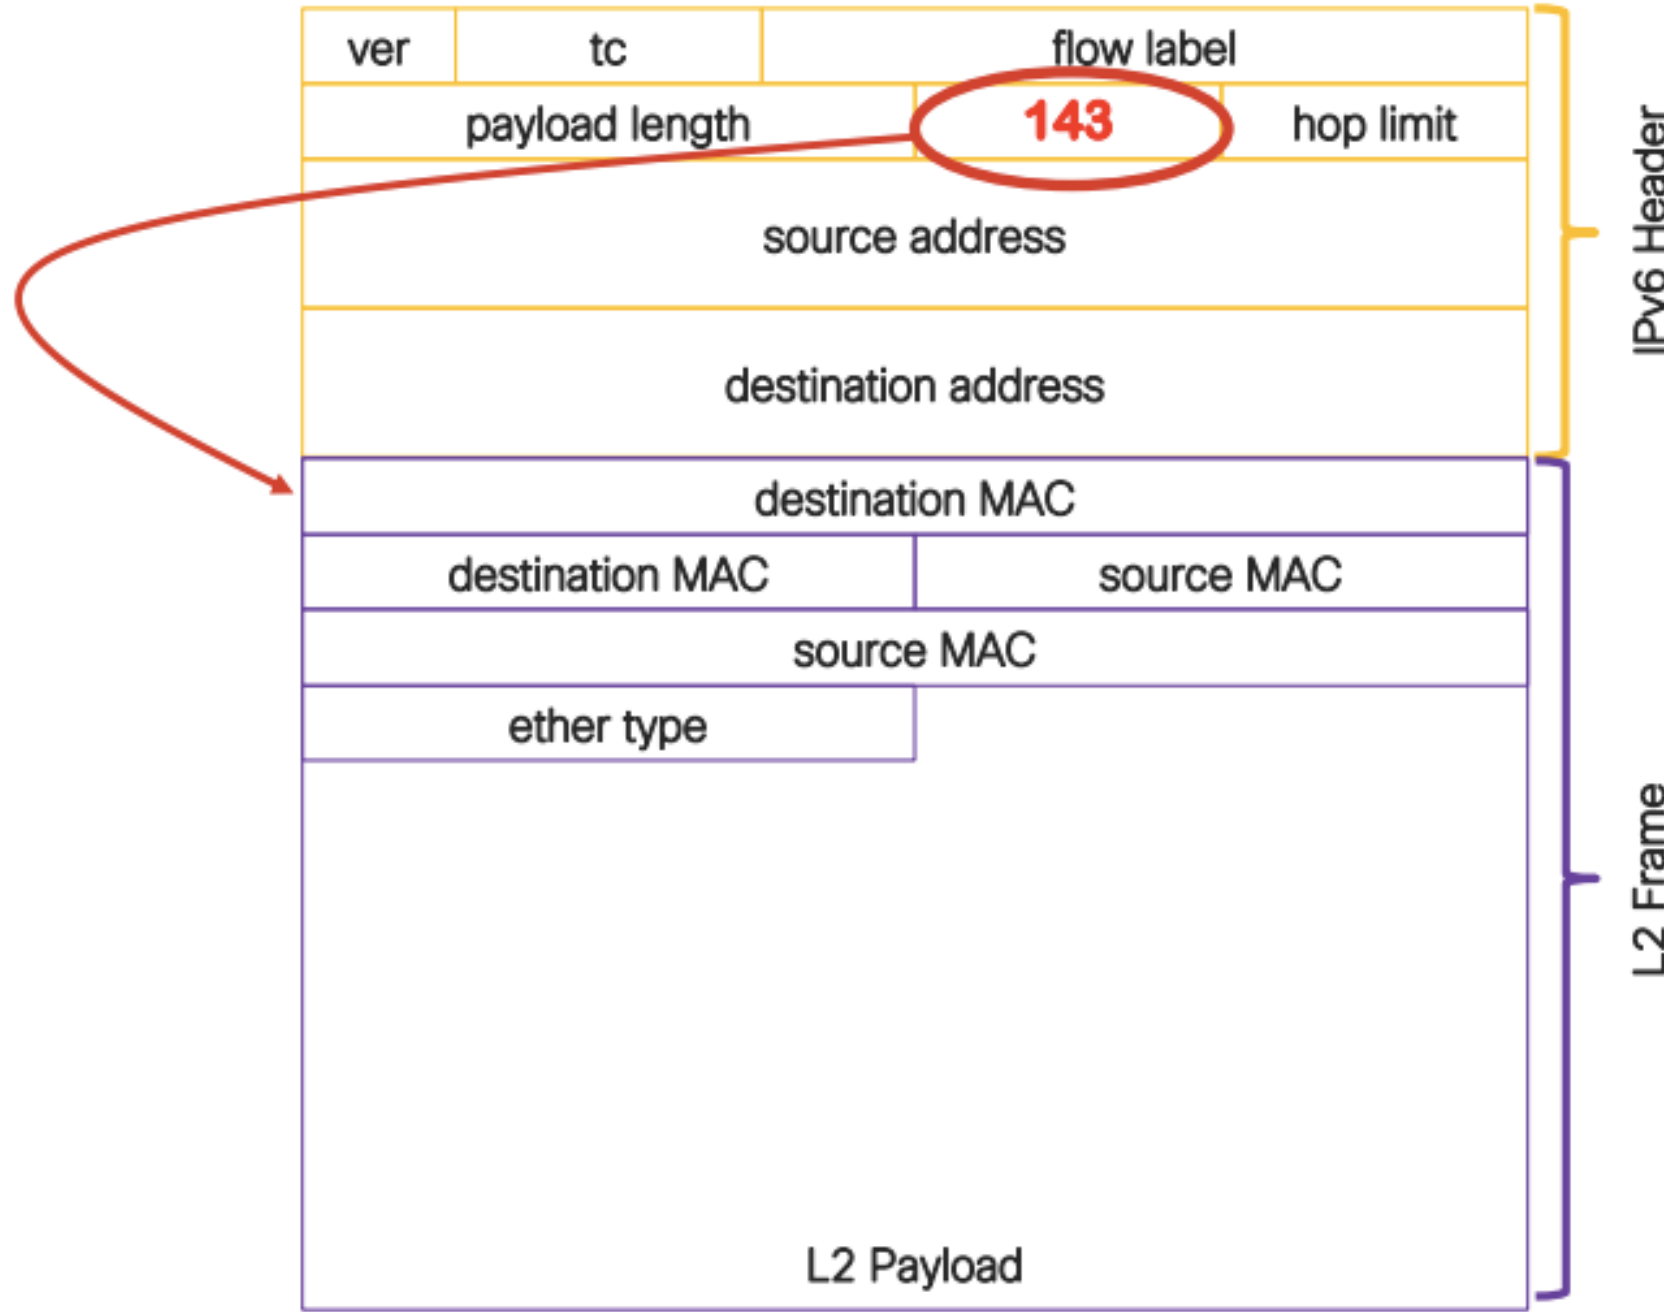 ver tc flow label
payload length 143 hop limit
source address
destination address
IPv6 Header
destination MAC
destination MAC source MAC
source MAC
ether type
L2 Payload
L2 Frame